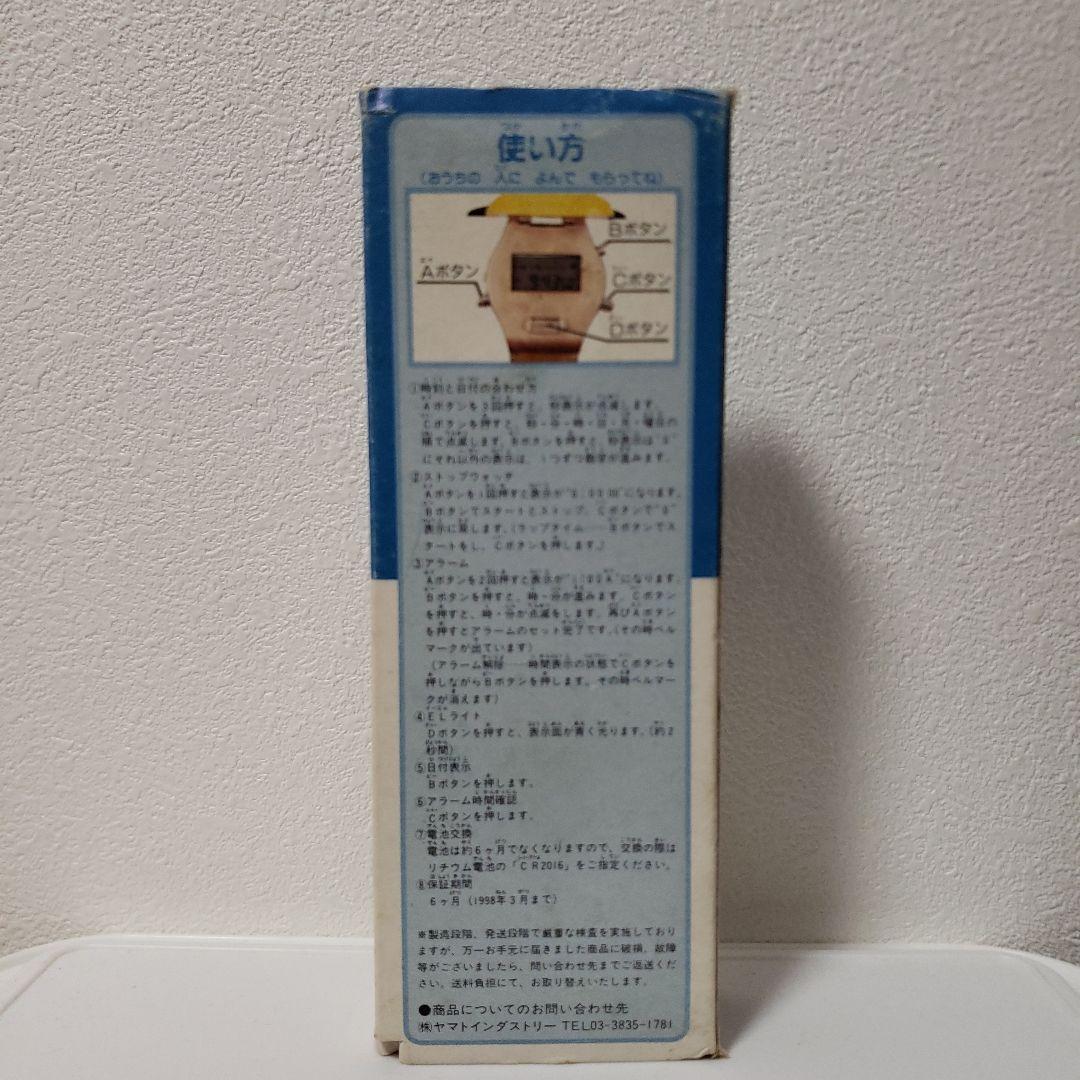 使い方
(おうちの 人に よんで もらってね)
Bボタン
Aボタン
Cボタン
Dボタン
①時刻と日付の合わせ方
Aボタンを3回押すと、秒表示が点滅します。
Cボタンを押すと、秒・分・時・日・月・曜日の
順で点滅します。Bボタンを押すと、秒表示は"0"
にそれ以外の表示は、1つずつ数字が進みます。
②ストップウォッチ
Aボタンを1回押すと表示が になります。
BボタンでスタートとストップCボタンで"0"
表示に戻します。(ラップタイム……Bボタンでス
タートをし、Cボタンを押します。)
③アラーム
Aボタンを2回押すと表示が になります。
Bボタンを押すと、時・分が進みます。Cボタン
を押すと、時・分が点滅をします。再びAボタン
を押すとアラームのセット完了です。(その時ベル
マークが出ています)
(アラーム解除……時間表示の状態でCボタンを
押しながらBボタンを押します。その時ベルマー
クが消えます)
④ELライト
Dボタンを押すと、表示面が青く光ります。(約2
秒間)
⑤日付表示
Bボタンを押します。
⑥アラーム時間確認
Cボタンを押します。
⑦電池交換
電池は約6ヶ月でなくなりますので、交換の際は
リチウム電池の「CR2016」をご指定ください。
⑧保証期間
6ヶ月(1998年3月まで)
※製造段階、発送段階で厳重な検査を実施しており
ますが、万一お手元に届きました商品に破損、故障
等がございましたら、問い合わせ先までご返送くだ
さい。送料負担にて、お取り替えいたします。
●商品についてのお問い合わせ先
㈱ヤマトインダストリー TEL03-3835-1781